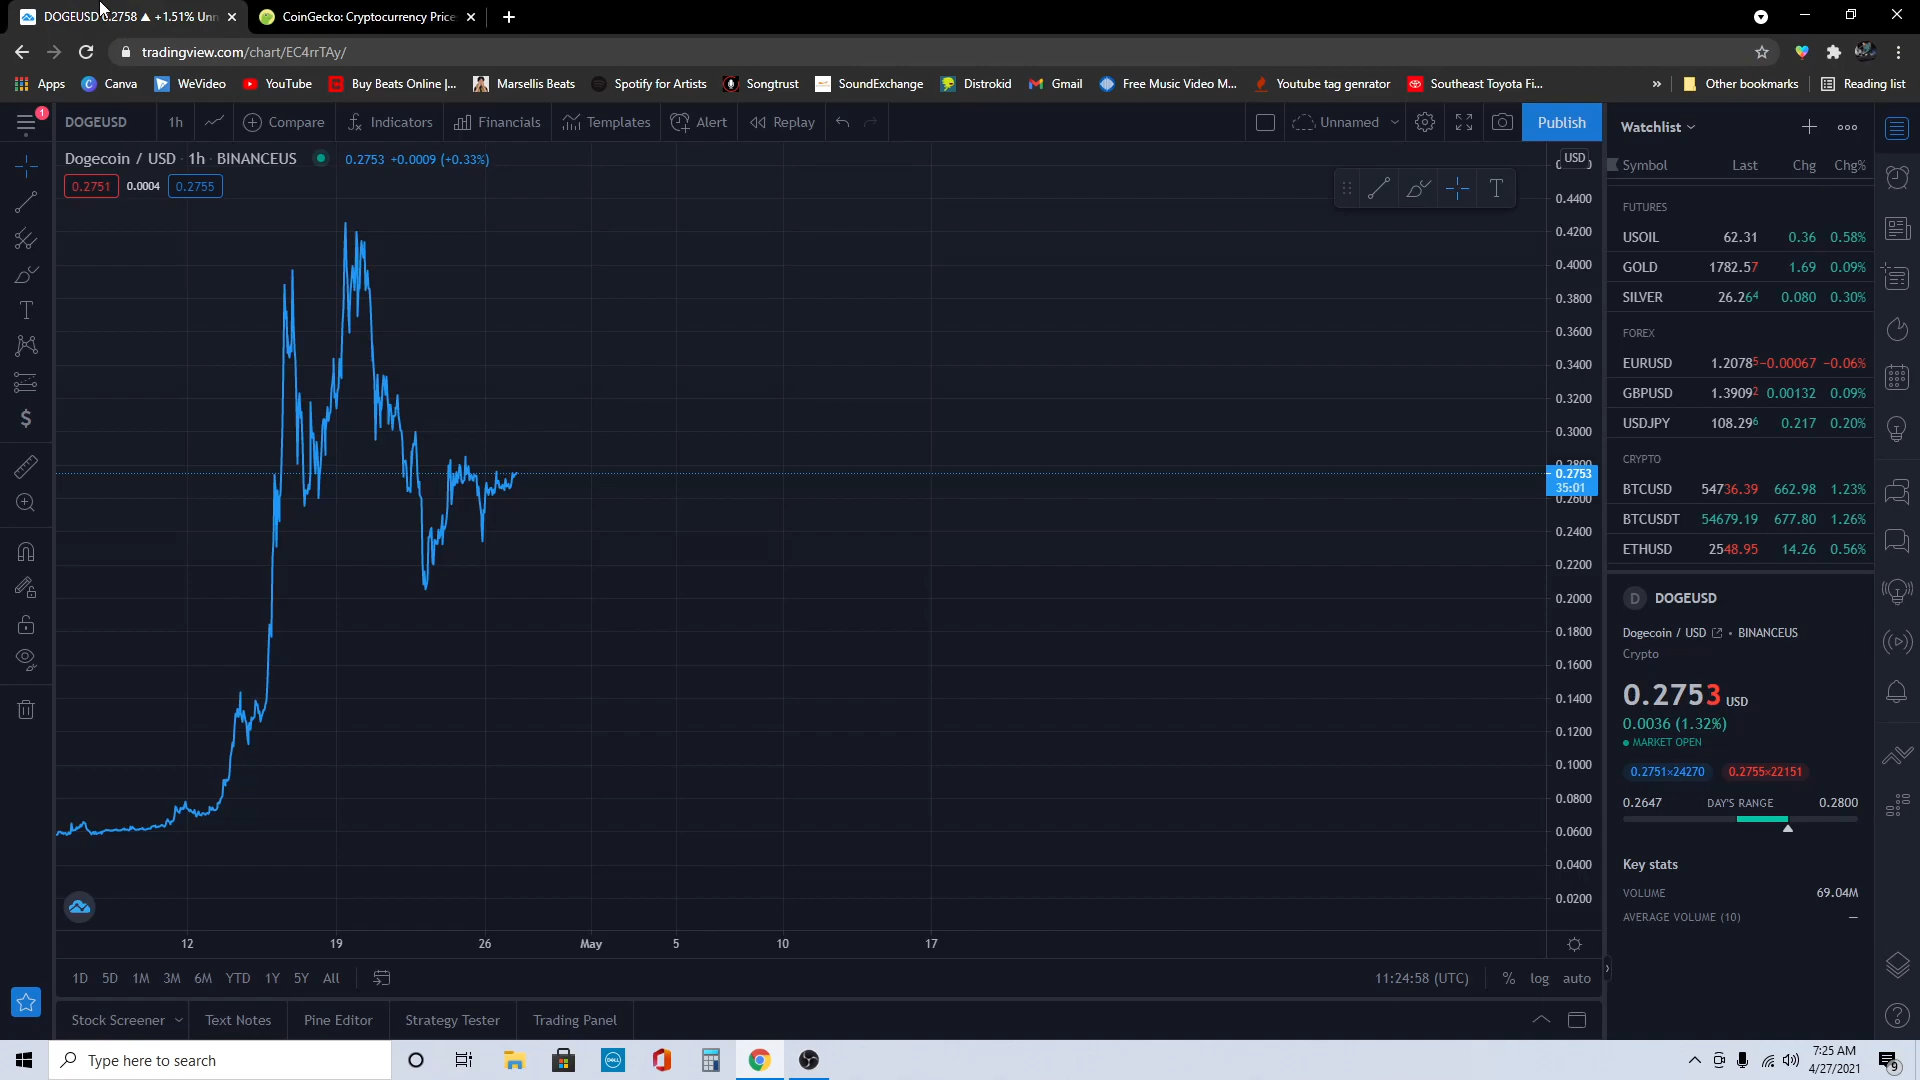 DOGEUSD 0.2758 ▲ +1.51% Unn
CoinGecko: Cryptocurrency Price
tradingview.com/chart/EC4rrTAy/
Apps
Canva
WeVideo
YouTube
Buy Beats Online |...
Marsellis Beats
Spotify for Artists
Songtrust
SoundExchange
Distrokid
Gmail
Free Music Video M...
Youtube tag genrator
Southeast Toyota Fi...
»
Other bookmarks
Reading list
1
DOGEUSD
1h
Compare
Indicators
Financials
Templates
Alert
Replay
Unnamed
Publish
Dogecoin / USD · 1h · BINANCEUS
0.2753 +0.0009 (+0.33%)
0.2751
0.0004
0.2755
USD
0.4400
0.4200
0.4000
0.3800
0.3600
0.3400
0.3200
0.3000
0.2800
0.2753
35:01
0.2600
0.2400
0.2200
0.2000
0.1800
0.1600
0.1400
0.1200
0.1000
0.0800
0.0600
0.0400
0.0200
12
19
26
May
5
10
17
1D 5D 1M 3M 6M YTD 1Y 5Y All
11:24:58 (UTC)
% log auto
Stock Screener
Text Notes
Pine Editor
Strategy Tester
Trading Panel
Watchlist
Symbol Last Chg Chg%
FUTURES
USOIL 62.31 0.36 0.58%
GOLD 1782.57 1.69 0.09%
SILVER 26.264 0.080 0.30%
FOREX
EURUSD 1.20785 −0.00067 −0.06%
GBPUSD 1.39092 0.00132 0.09%
USDJPY 108.296 0.217 0.20%
CRYPTO
BTCUSD 54736.39 662.98 1.23%
BTCUSDT 54679.19 677.80 1.26%
ETHUSD 2548.95 14.26 0.56%
D DOGEUSD
Dogecoin / USD • BINANCEUS
Crypto
0.2753 USD
0.0036 (1.32%)
MARKET OPEN
0.2751×24270 0.2755×22151
0.2647 DAY'S RANGE 0.2800
Key stats
VOLUME 69.04M
AVERAGE VOLUME (10) —
Type here to search
DELL
7:25 AM
4/27/2021
9